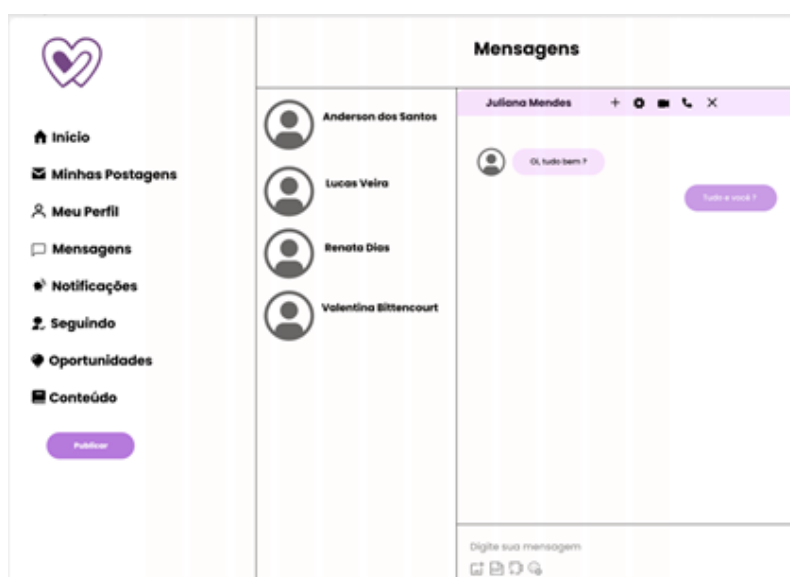 Mensagens
Início
Minhas Postagens
Meu Perfil
Mensagens
Notificações
Seguindo
Oportunidades
Conteúdo
Publicar
Anderson dos Santos
Lucas Veira
Renata Dias
Valentina Bittencourt
Juliana Mendes
Oi, tudo bem ?
Tudo e você ?
Digite sua mensagem